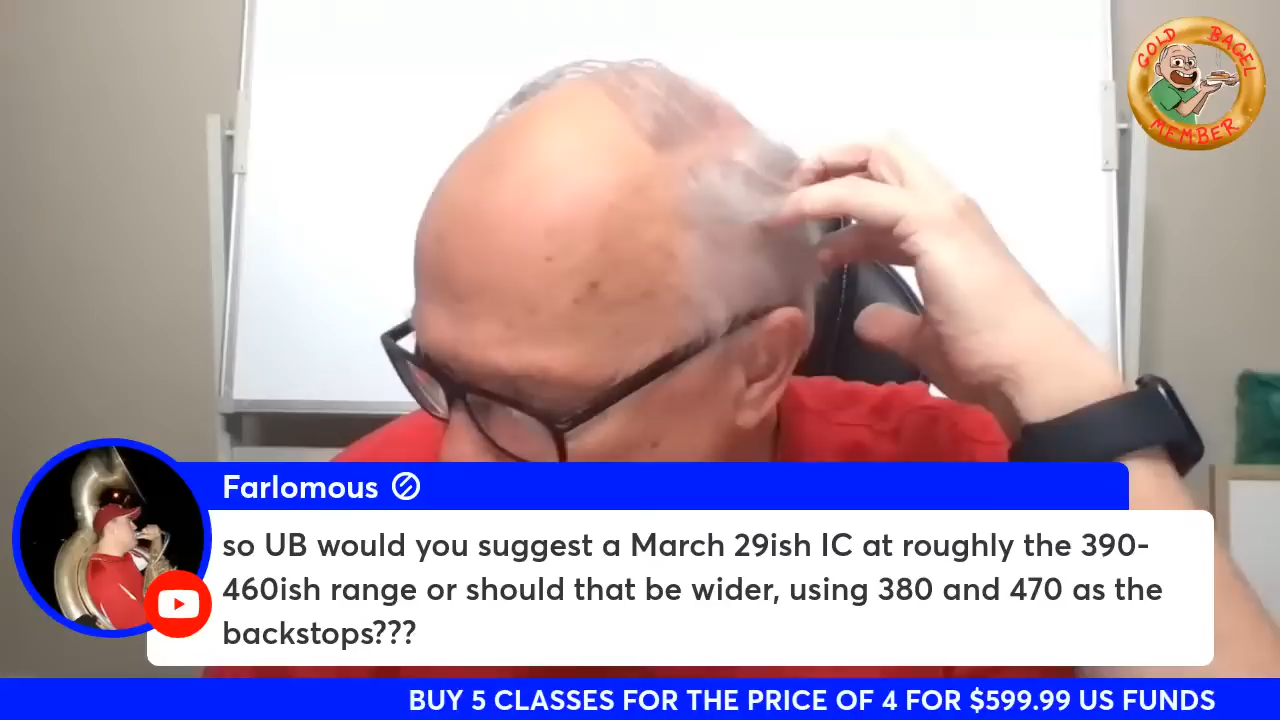 GOLD BAGEL
MEMBER
Farlomous
so UB would you suggest a March 29ish IC at roughly the 390-
460ish range or should that be wider, using 380 and 470 as the
backstops???
BUY 5 CLASSES FOR THE PRICE OF 4 FOR $599.99 US FUNDS